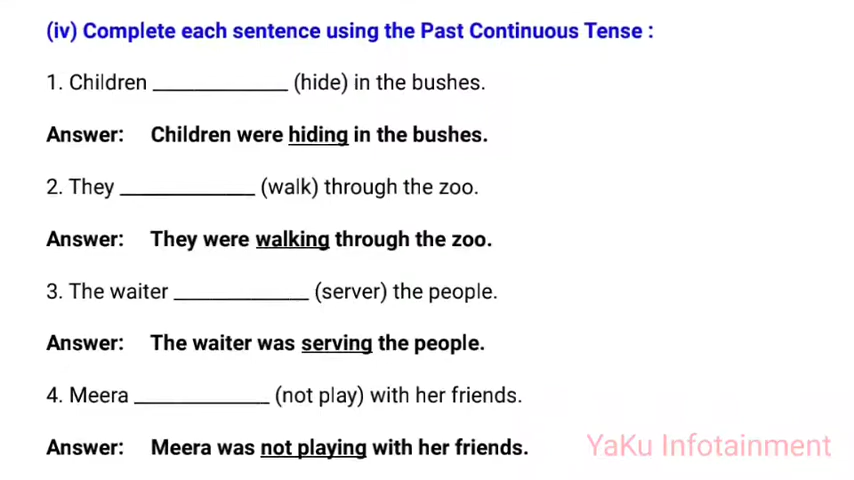 (iv) Complete each sentence using the Past Continuous Tense :
1. Children ____________ (hide) in the bushes.
Answer: Children were hiding in the bushes.
2. They ____________ (walk) through the zoo.
Answer: They were walking through the zoo.
3. The waiter ____________ (server) the people.
Answer: The waiter was serving the people.
4. Meera ____________ (not play) with her friends.
Answer: Meera was not playing with her friends.
YaKu Infotainment